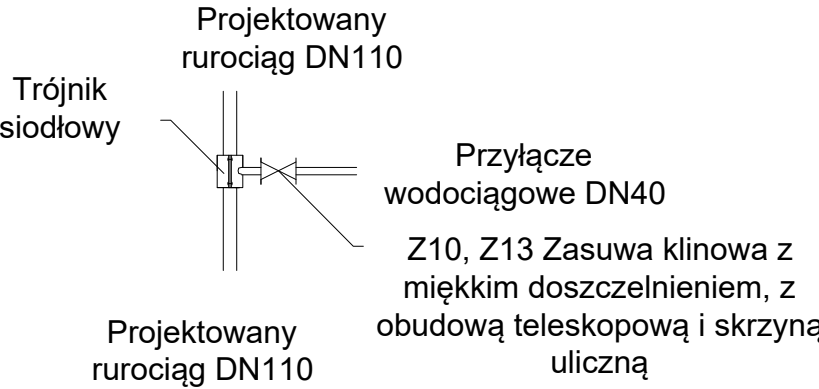 Projektowany
rurociąg DN110
Trójnik
siodłowy
Przyłącze
wodociągowe DN40
Z10, Z13 Zasuwa klinowa z
miękkim doszczelnieniem, z
obudową teleskopową i skrzyną
uliczną
Projektowany
rurociąg DN110